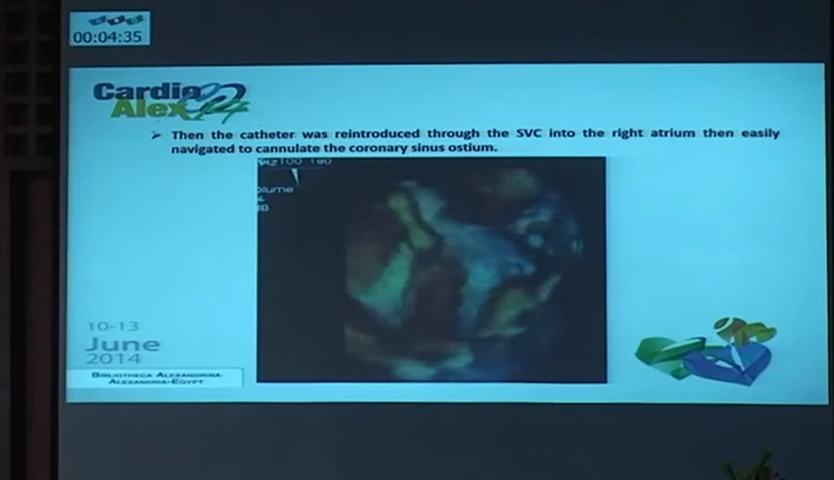 00:04:35
Cardio
Alex 14
➢ Then the catheter was reintroduced through the SVC into the right atrium then easily
navigated to cannulate the coronary sinus ostium.
10-13
June
2014
Bibliotheca Alexandrina
Alexandria-Egypt